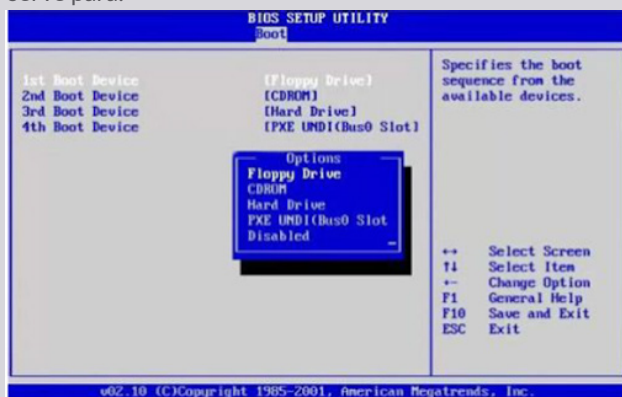 BIOS SETUP UTILITY
Boot
1st Boot Device [Floppy Drive]
2nd Boot Device [CDROM]
3rd Boot Device [Hard Drive]
4th Boot Device [PXE UNDI(Bus0 Slot]
Options
Floppy Drive
CDROM
Hard Drive
PXE UNDI(Bus0 Slot
Disabled
Specifies the boot
sequence from the
available devices.
↔ Select Screen
↑↓ Select Item
+- Change Option
F1 General Help
F10 Save and Exit
ESC Exit
v02.10 (C)Copyright 1985-2001, American Megatrends, Inc.